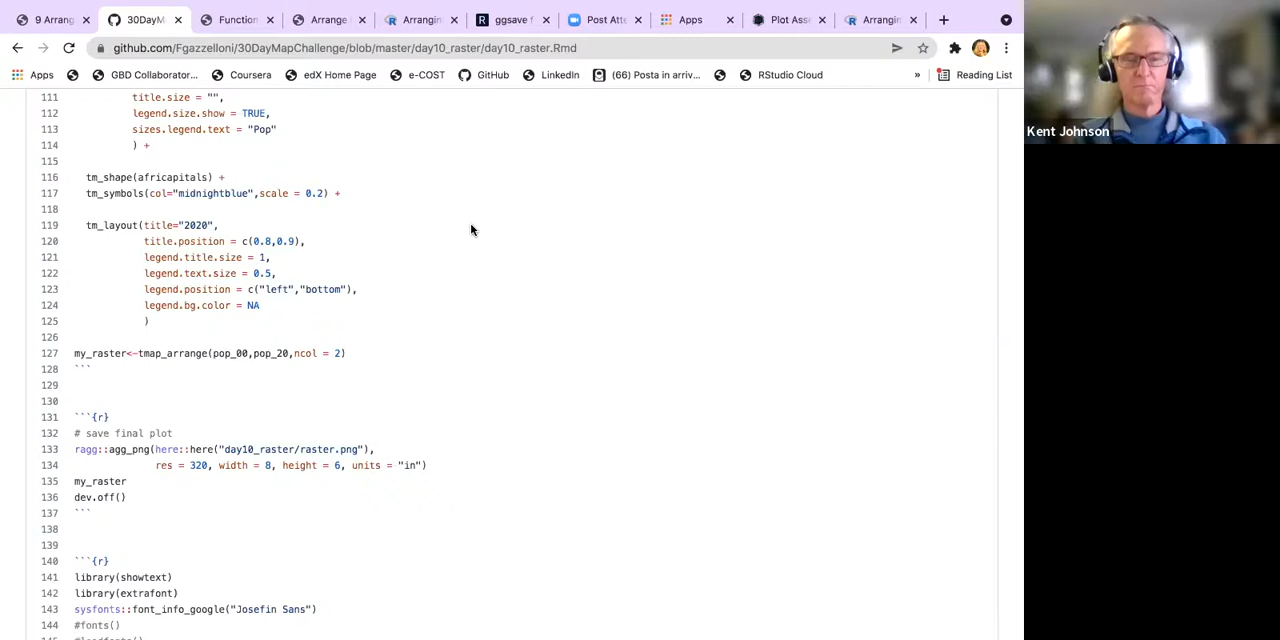 9 Arrang
30DayMa
Function
Arrange
Arrangin
ggsave f
Post Atte
Apps
Plot Ass
Arrangin
github.com/Fgazzelloni/30DayMapChallenge/blob/master/day10_raster/day10_raster.Rmd
Apps
GBD Collaborator...
Coursera
edX Home Page
e-COST
GitHub
LinkedIn
(66) Posta in arriv...
RStudio Cloud
»
Reading List
111 title.size = "",
112 legend.size.show = TRUE,
113 sizes.legend.text = "Pop"
114 ) +
115
116 tm_shape(africapitals) +
117 tm_symbols(col="midnightblue",scale = 0.2) +
118
119 tm_layout(title="2020",
120 title.position = c(0.8,0.9),
121 legend.title.size = 1,
122 legend.text.size = 0.5,
123 legend.position = c("left","bottom"),
124 legend.bg.color = NA
125 )
126
127 my_raster<-tmap_arrange(pop_00,pop_20,ncol = 2)
128 ```
129
130
131 ```{r}
132 # save final plot
133 ragg::agg_png(here::here("day10_raster/raster.png"),
134 res = 320, width = 8, height = 6, units = "in")
135 my_raster
136 dev.off()
137 ```
138
139
140 ```{r}
141 library(showtext)
142 library(extrafont)
143 sysfonts::font_info_google("Josefin Sans")
144 #fonts()
Kent Johnson